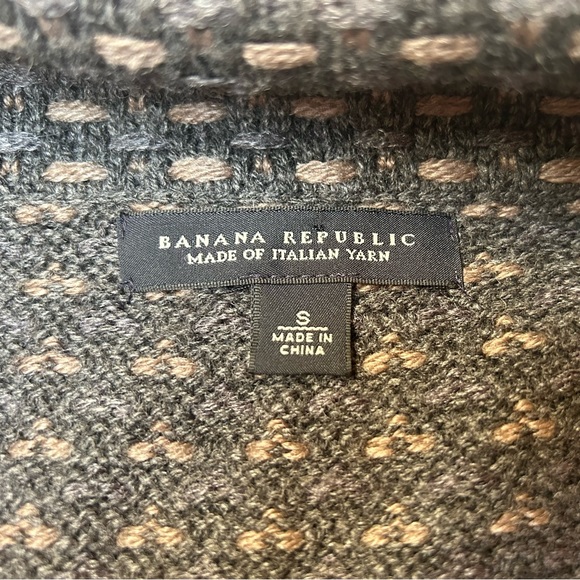 BANANA REPUBLIC
MADE OF ITALIAN YARN
S
MADE IN
CHINA